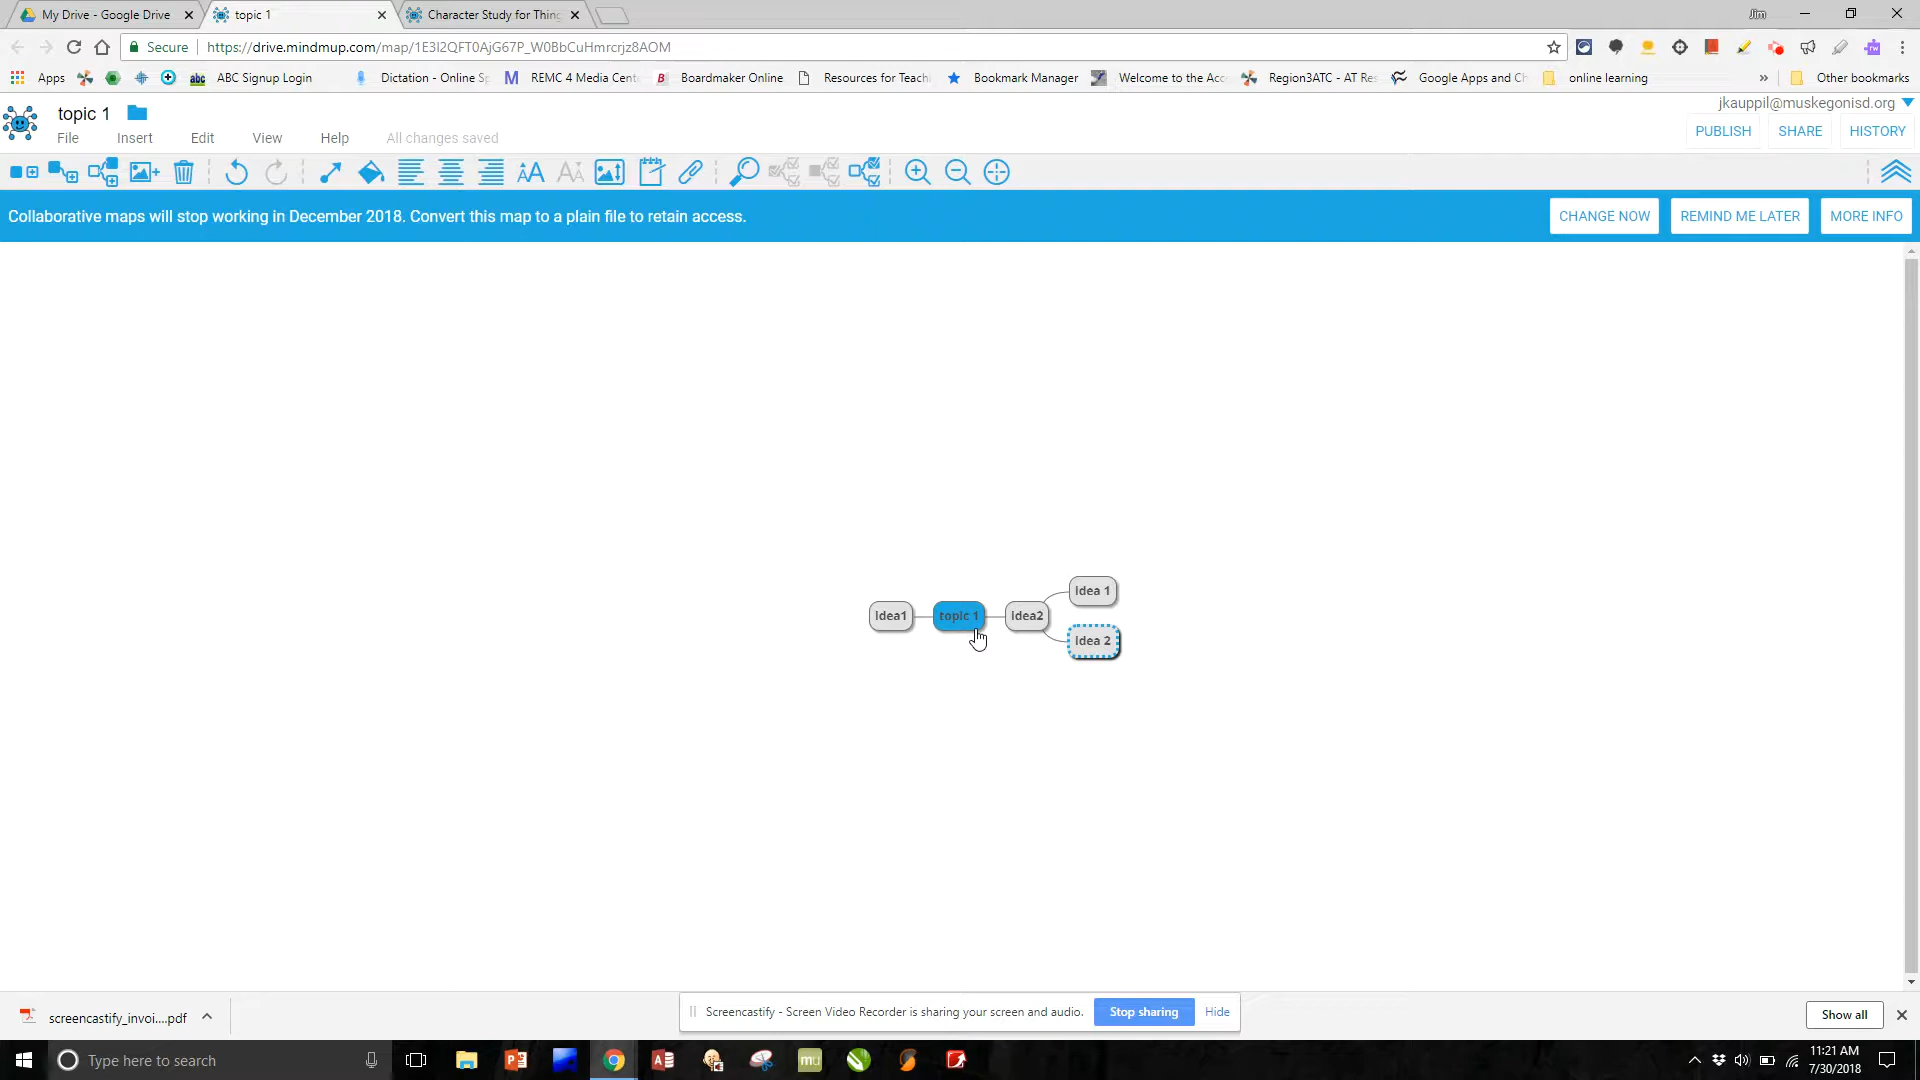 My Drive - Google Drive
topic 1
Character Study for Thing
Jim
Secure
https://drive.mindmup.com/map/1E3I2QFT0AjG67P_W0BbCuHmrcrjz8AOM
Apps
abc ABC Signup Login
Dictation - Online Sp
M REMC 4 Media Cent
B Boardmaker Online
Resources for Teach
Bookmark Manager
Welcome to the Acc
Region3ATC - AT Res
Google Apps and Ch
online learning
» Other bookmarks
topic 1
jkauppil@muskegonisd.org
File Insert Edit View Help All changes saved
PUBLISH SHARE HISTORY
Collaborative maps will stop working in December 2018. Convert this map to a plain file to retain access.
CHANGE NOW REMIND ME LATER MORE INFO
idea 1
idea1 topic 1 idea2
idea 2
screencastify_invoi....pdf
Screencastify - Screen Video Recorder is sharing your screen and audio.
Stop sharing Hide
Show all
Type here to search
mu
11:21 AM
7/30/2018